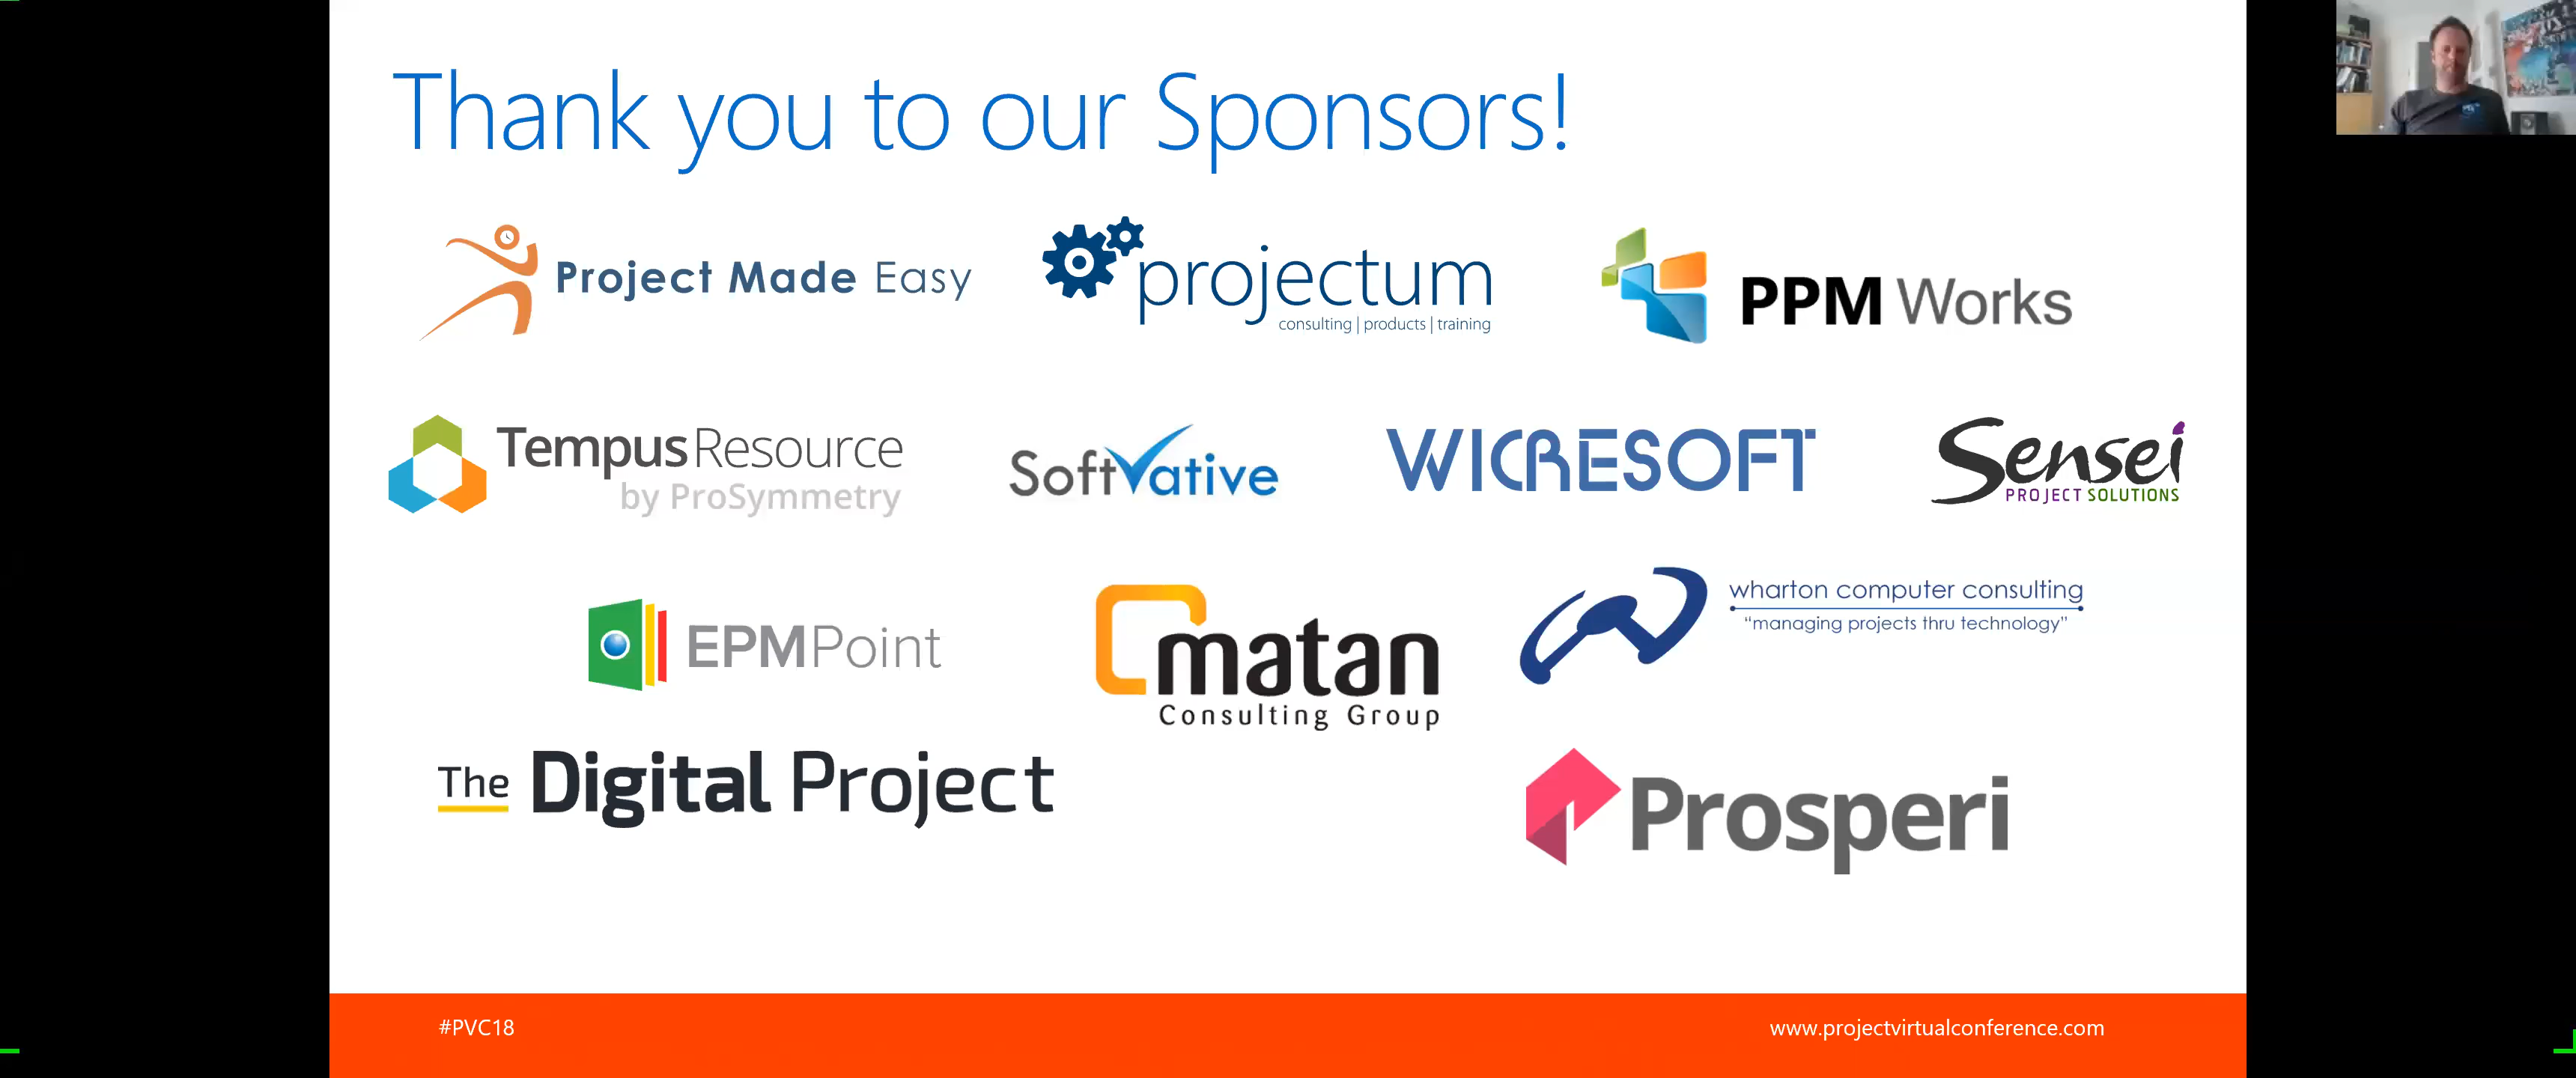 Thank you to our Sponsors!
Project Made Easy
projectum
consulting | products | training
PPM Works
Tempus Resource
by ProSymmetry
SoftVative
WICRESOFT
Sensei
PROJECT SOLUTIONS
EPMPoint
matan
Consulting Group
wharton computer consulting
"managing projects thru technology"
The Digital Project
Prosperi
#PVC18
www.projectvirtualconference.com